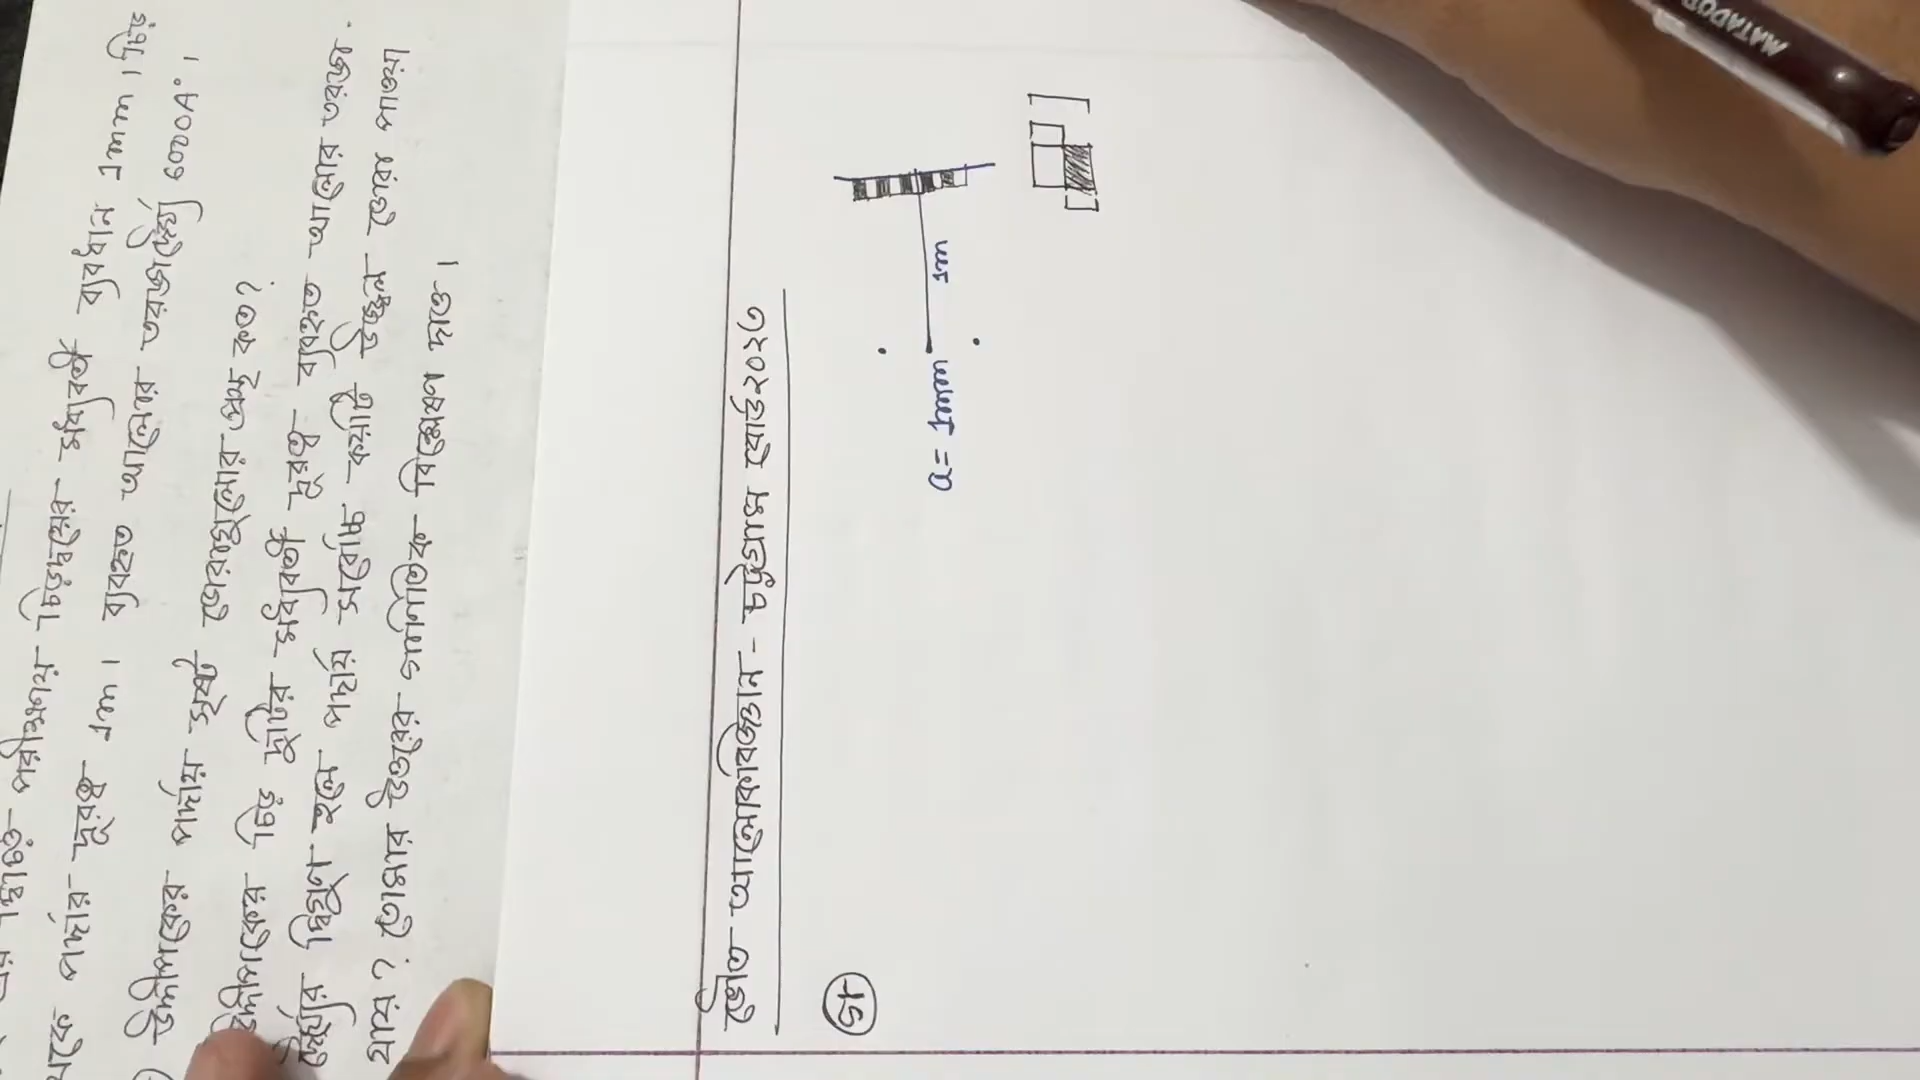 পরীক্ষণে চিড়দ্বয়ের মধ্যবর্তী ব্যবধান 1mm। চিড়
থেকে পর্দার দূরত্ব 1m। ব্যবহৃত আলোর তরঙ্গদৈর্ঘ্য 6000A°।
উদ্দীপকের পর্দায় সৃষ্ট ডোরাগুলোর প্রস্থ কত?
উদ্দীপকের চিড় দুটির মধ্যবর্তী দূরত্ব ব্যবহৃত আলোর তরঙ্গ-
দৈর্ঘ্যের দ্বিগুণ হলে পর্দায় সর্বোচ্চ কয়টি উজ্জ্বল ডোরা পাওয়া
যাবে? তোমার উত্তরের গাণিতিক বিশ্লেষণ দাও।
ভৌত আলোকবিজ্ঞান - চট্টগ্রাম বোর্ড ২০২৩
গ
a = 1mm
1m
MATADOR